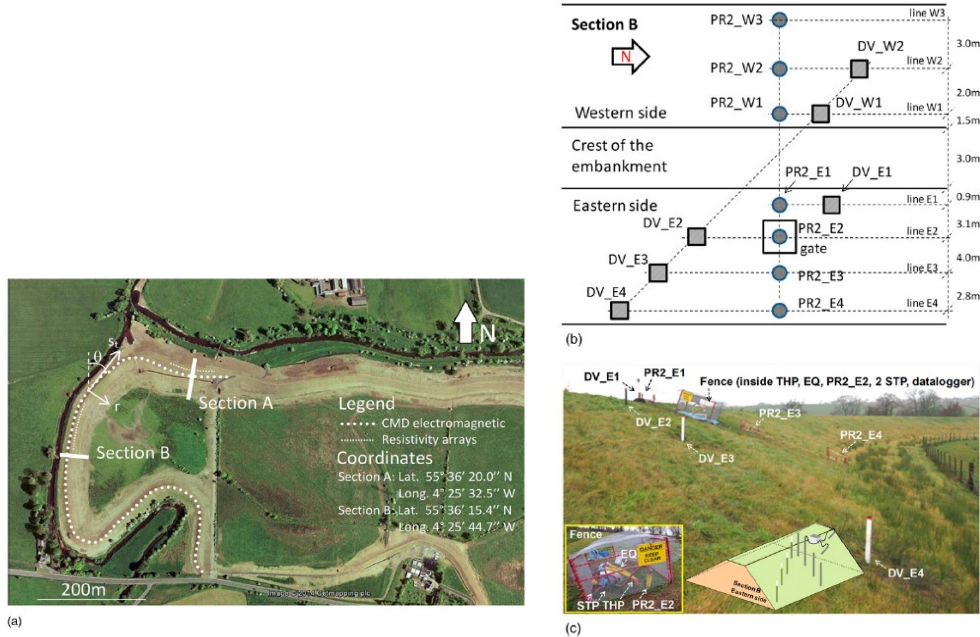 Section B
N
Western side
Crest of the
embankment
Eastern side
PR2_W3
PR2_W2
PR2_W1
DV_W2
DV_W1
PR2_E1
DV_E1
DV_E2
PR2_E2
gate
DV_E3
PR2_E3
DV_E4
PR2_E4
line W3
line W2
line W1
line E1
line E2
line E3
line E4
3.0m
2.0m
1.5m
3.0m
0.9m
3.1m
4.0m
2.8m
(b)
s
θ
r
N
Section A
Section B
Legend
CMD electromagnetic
Resistivity arrays
Coordinates
Section A: Lat. 55° 36' 20.0'' N
Long. 4° 25' 32.5'' W
Section B: Lat. 55° 36' 15.4'' N
Long. 4° 25' 44.7'' W
200m
(a)
DV_E1
PR2_E1
Fence (inside THP, EQ, PR2_E2, 2 STP, datalogger)
DV_E2
PR2_E3
DV_E3
PR2_E4
DV_E4
Fence
EQ
DANGER
KEEP
CLEAR
STP THP PR2_E2
Section B
Eastern side
(c)